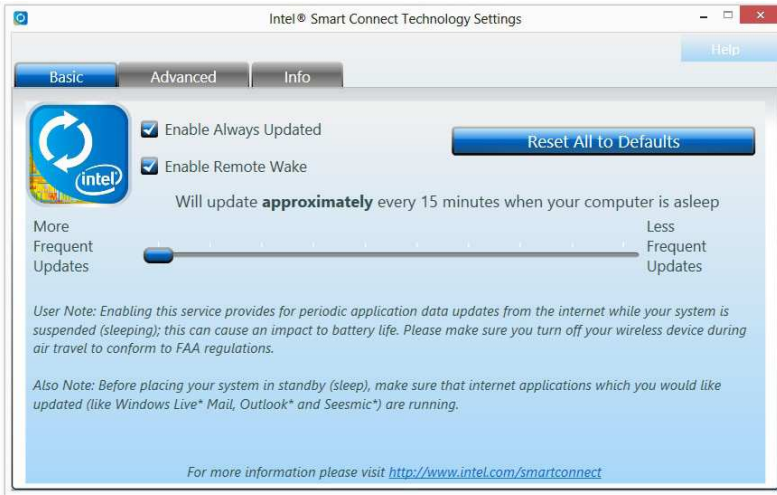 Intel® Smart Connect Technology Settings
Help
Basic
Advanced
Info
intel
Enable Always Updated
Enable Remote Wake
Reset All to Defaults
Will update approximately every 15 minutes when your computer is asleep
More
Frequent
Updates
Less
Frequent
Updates
User Note: Enabling this service provides for periodic application data updates from the internet while your system is
suspended (sleeping); this can cause an impact to battery life. Please make sure you turn off your wireless device during
air travel to conform to FAA regulations.
Also Note: Before placing your system in standby (sleep), make sure that internet applications which you would like
updated (like Windows Live* Mail, Outlook* and Seesmic*) are running.
For more information please visit http://www.intel.com/smartconnect